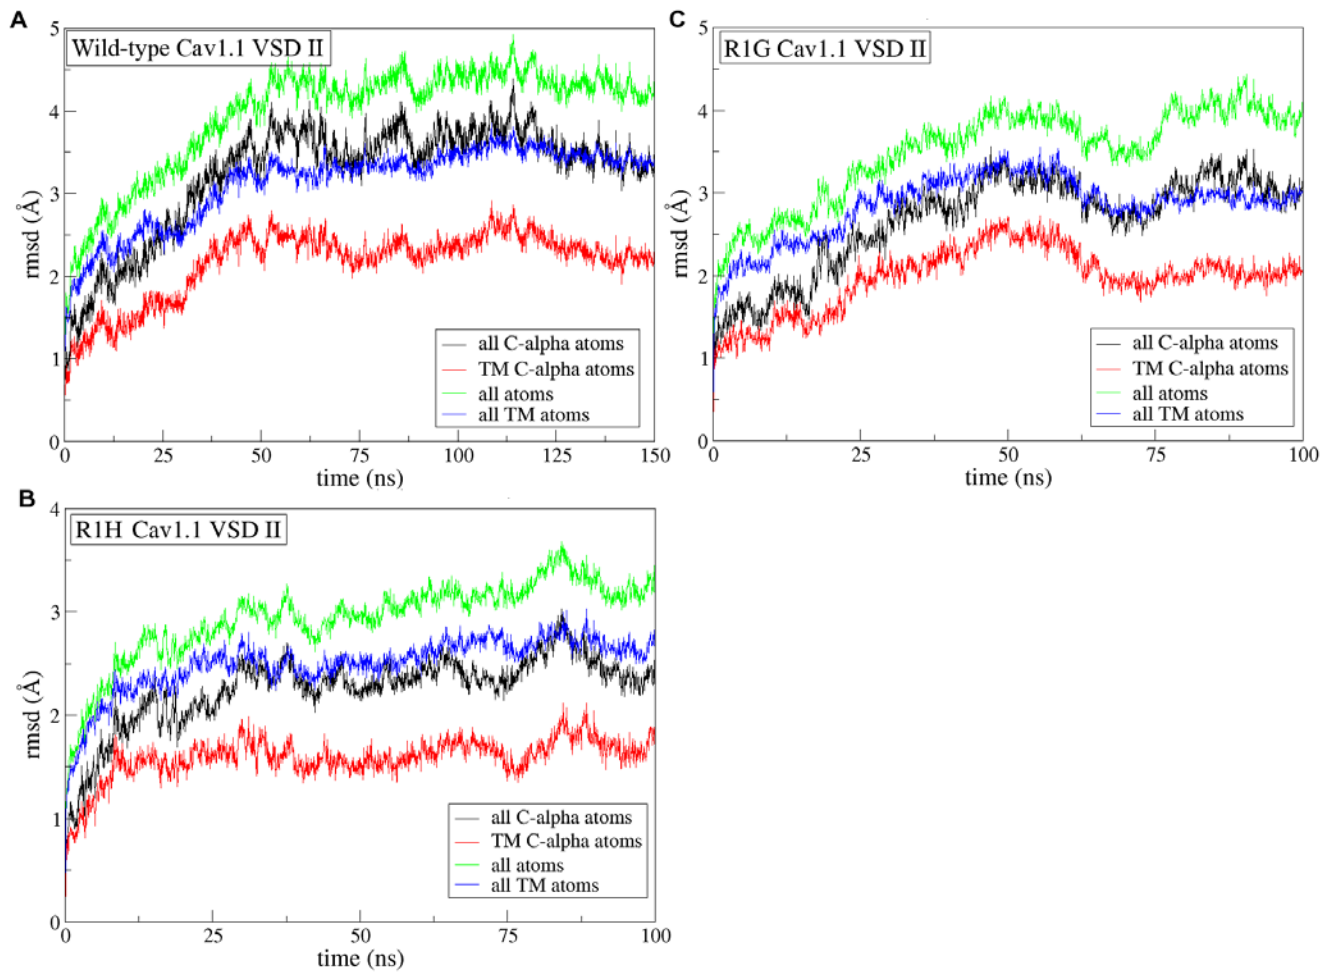 A
Wild-type Cav1.1 VSD II
5
4
3
2
1
0
rmsd (Å)
all C-alpha atoms
TM C-alpha atoms
all atoms
all TM atoms
0 25 50 75 100 125 150
time (ns)
C
R1G Cav1.1 VSD II
5
4
3
2
1
0
rmsd (Å)
all C-alpha atoms
TM C-alpha atoms
all atoms
all TM atoms
0 25 50 75 100
time (ns)
B
R1H Cav1.1 VSD II
4
3
2
1
0
rmsd (Å)
all C-alpha atoms
TM C-alpha atoms
all atoms
all TM atoms
0 25 50 75 100
time (ns)